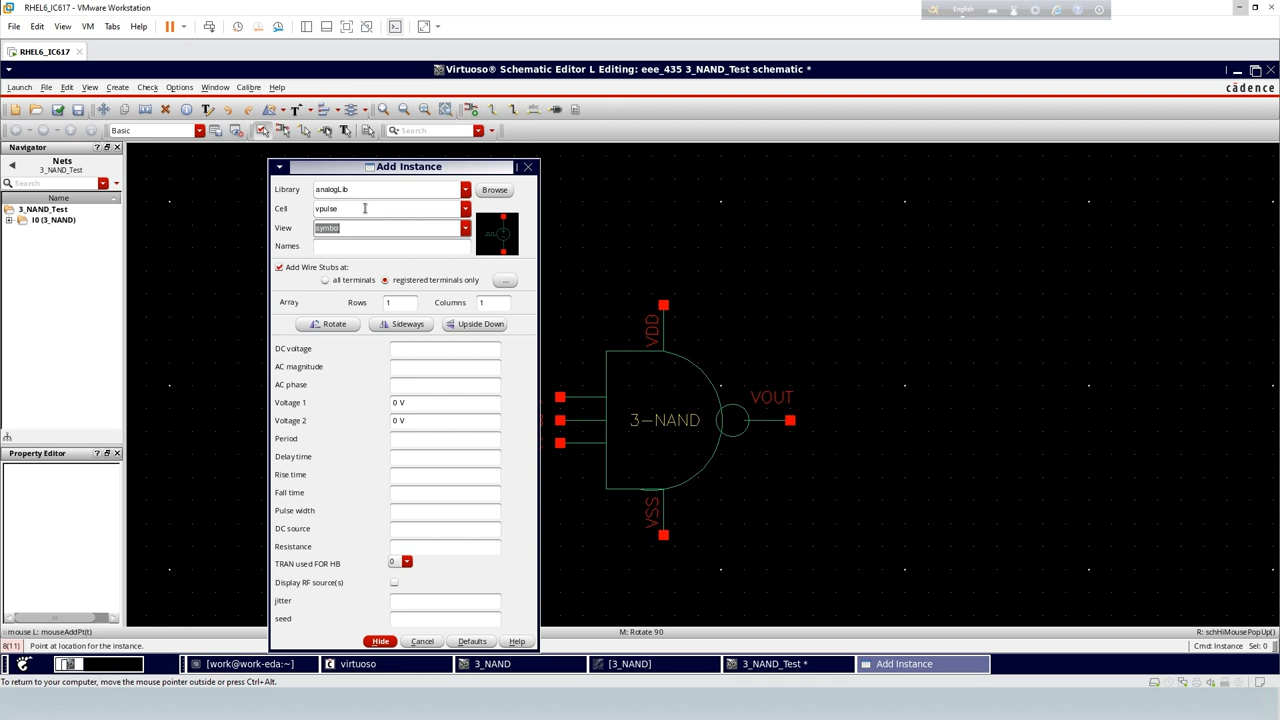 RHEL6_IC617 - VMware Workstation
English
File Edit View VM Tabs Help
RHEL6_IC617
Virtuoso® Schematic Editor L Editing: eee_435 3_NAND_Test schematic *
Launch File Edit View Create Check Options Window Calibre Help
cādence
Basic
Search
Navigator
Nets
3_NAND_Test
Search
Name
3_NAND_Test
I0 (3_NAND)
Property Editor
Add Instance
Library analogLib Browse
Cell vpulse
View symbol
Names
Add Wire Stubs at:
all terminals registered terminals only ...
Array Rows 1 Columns 1
Rotate Sideways Upside Down
DC voltage
AC magnitude
AC phase
Voltage 1 0 V
Voltage 2 0 V
Period
Delay time
Rise time
Fall time
Pulse width
DC source
Resistance
TRAN used FOR HB 0
Display RF source(s)
jitter
seed
Hide Cancel Defaults Help
VDD
VOUT
3-NAND
VSS
mouse L: mouseAddPt(t) M: Rotate 90 R: schHiMousePopUp()
8(11) Point at location for the instance. Cmd: Instance Sel: 0
[work@work-eda:~] virtuoso 3_NAND [3_NAND] 3_NAND_Test * Add Instance
To return to your computer, move the mouse pointer outside or press Ctrl+Alt.